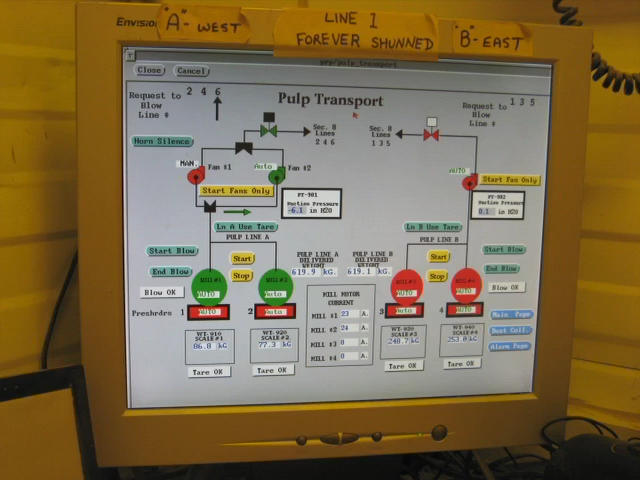 Envision
A- WEST
LINE 1
FOREVER SHUNNED
B- EAST
Close
Cancel
Request to
Blow
Line #
2 4 6
Pulp Transport
Request to
Blow
Line #
1 3 5
Horn Silence
Sec. 8
Lines
2 4 6
Sec. 8
Lines
1 3 5
MAN.
Fan #1
Auto
Fan #2
AUTO
Start Fans Only
Start Fan Only
PT-901
Suction Pressure
-6.1 in H2O
PT-902
Suction Pressure
0.1 in H2O
Ln A Use Tare
PULP LINE A
Ln B Use Tare
PULP LINE B
Start Blow
End Blow
Blow OK
Start
Stop
PULP LINE A
DELIVERED
WEIGHT
619.9 kG.
PULP LINE B
DELIVERED
WEIGHT
619.1 kG.
Start
Stop
Start Blow
End Blow
Blow OK
MILL #1
AUTO
MILL #2
Auto
MILL #3
AUTO
MILL #4
AUTO
Preshrdrs
1
AUTO
2
Auto
3
AUTO
4
AUTO
MILL MOTOR
CURRENT
MILL #1 23 A.
MILL #2 24 A.
MILL #3 0 A.
MILL #4 0 A.
WT-910
SCALE #1
86.8 kG
Tare OK
WT-920
SCALE #2
77.3 kG
Tare OK
SCALE #3
248.7 kG
Tare OK
WT-940
SCALE #4
253.0 kG
Tare OK
Main Page
Dust Coll.
Alarm Page